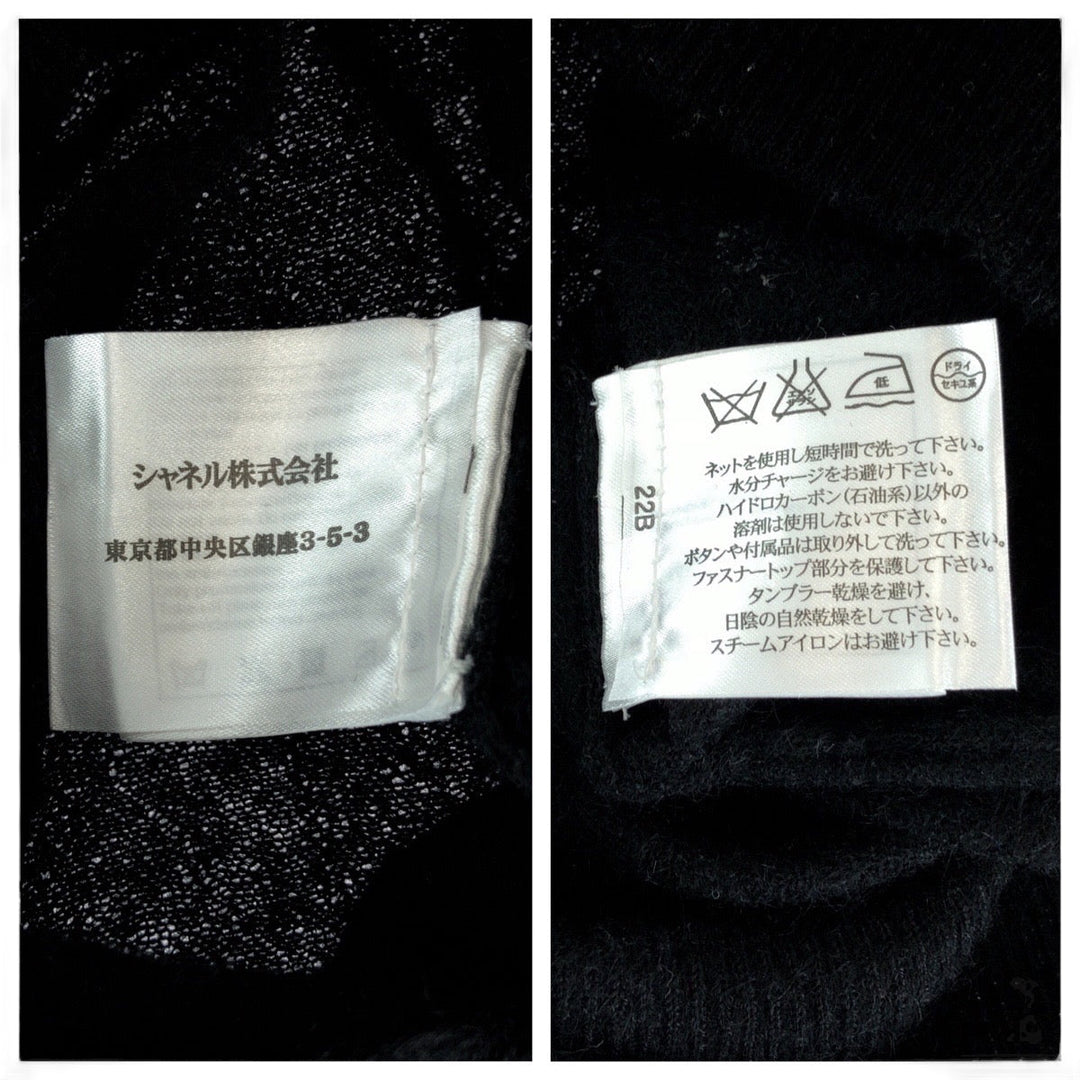 シャネル株式会社
東京都中央区銀座3-5-3
エンソ
サラシ
低
ドライ
セキユ系
22B
ネットを使用し短時間で洗って下さい。
水分チャージをお避け下さい。
ハイドロカーボン(石油系)以外の
溶剤は使用しないで下さい。
ボタンや付属品は取り外して洗って下さい。
ファスナートップ部分を保護して下さい。
タンブラー乾燥を避け、
日陰の自然乾燥をして下さい。
スチームアイロンはお避け下さい。